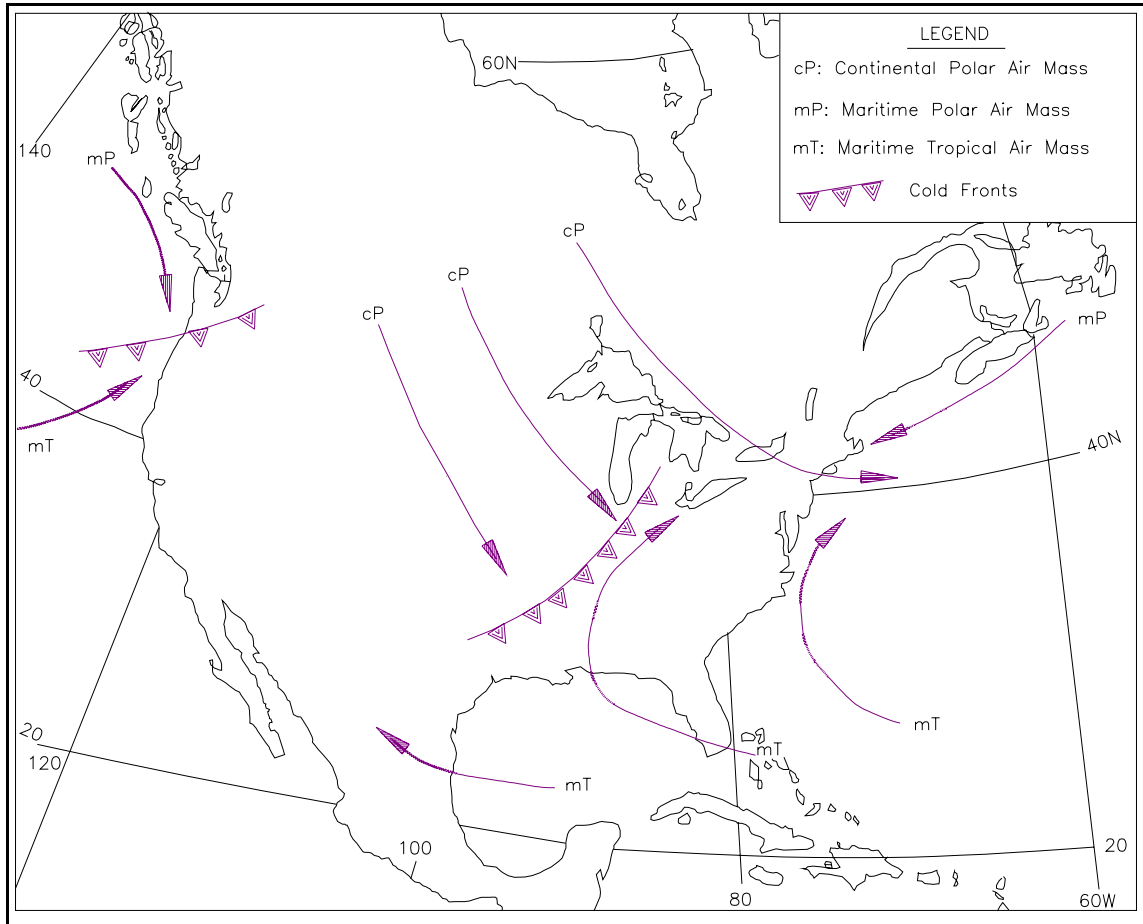 LEGEND
cP: Continental Polar Air Mass
mP: Maritime Polar Air Mass
mT: Maritime Tropical Air Mass
Cold Fronts
60N
140
mP
cP
cP
cP
mP
40
mT
40N
mT
20
120
mT
mT
100
80
20
60W